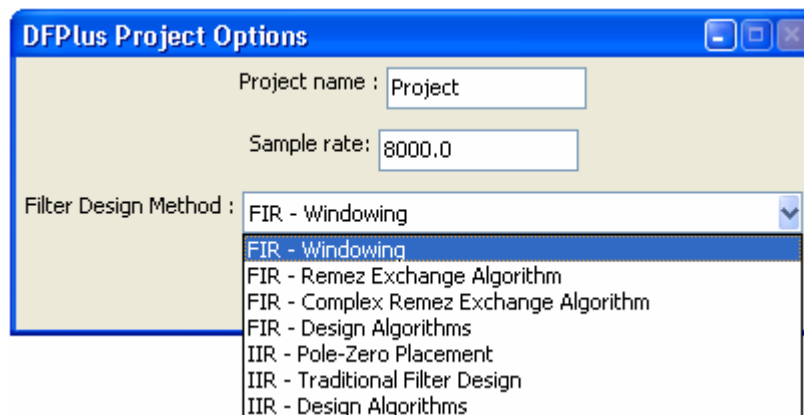 DFPlus Project Options
Project name : Project
Sample rate: 8000.0
Filter Design Method : FIR - Windowing
FIR - Windowing
FIR - Remez Exchange Algorithm
FIR - Complex Remez Exchange Algorithm
FIR - Design Algorithms
IIR - Pole-Zero Placement
IIR - Traditional Filter Design
IIR - Design Algorithms